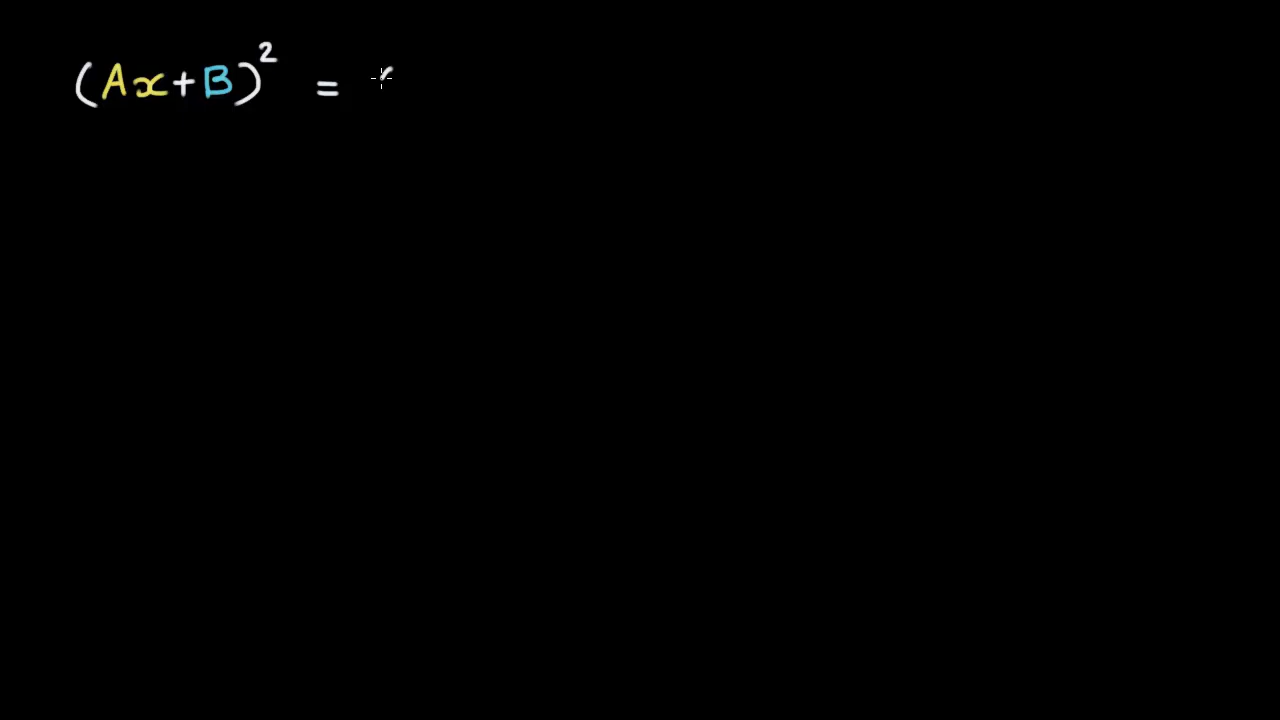 (Ax+B)² =